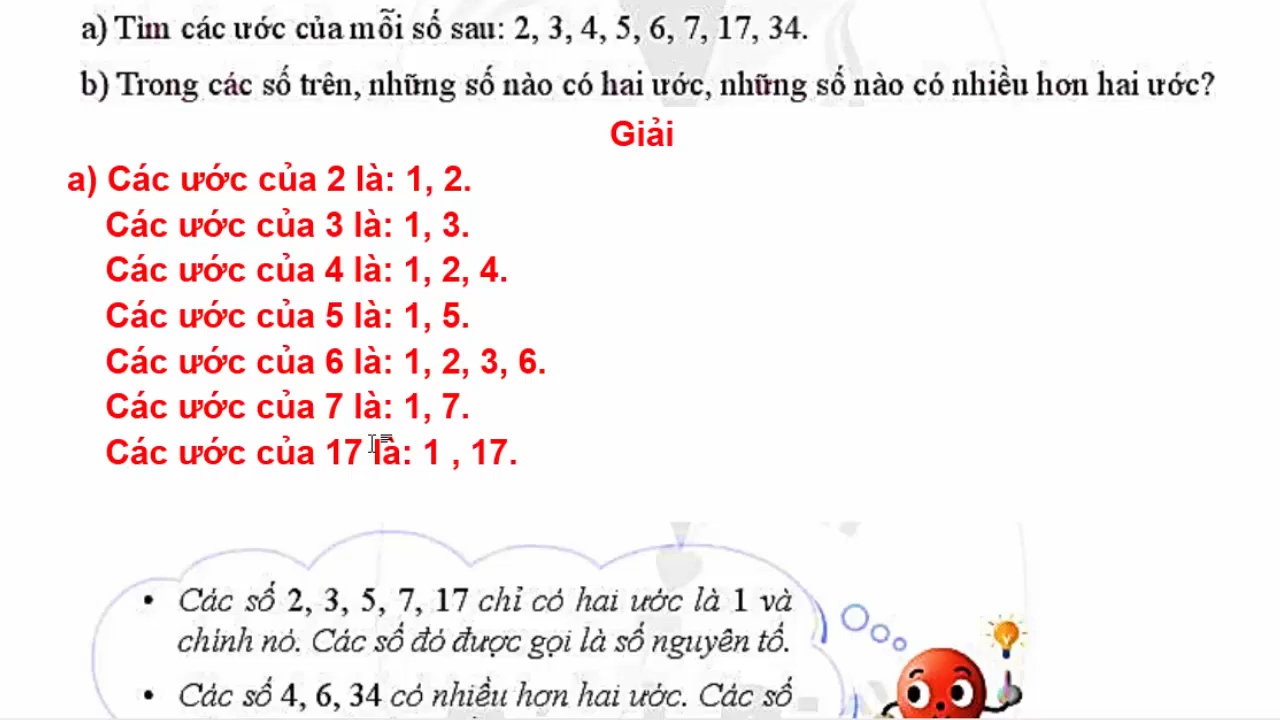 a) Tìm các ước của mỗi số sau: 2, 3, 4, 5, 6, 7, 17, 34.
b) Trong các số trên, những số nào có hai ước, những số nào có nhiều hơn hai ước?
Giải
a) Các ước của 2 là: 1, 2.
Các ước của 3 là: 1, 3.
Các ước của 4 là: 1, 2, 4.
Các ước của 5 là: 1, 5.
Các ước của 6 là: 1, 2, 3, 6.
Các ước của 7 là: 1, 7.
Các ước của 17 là: 1 , 17.
• Các số 2, 3, 5, 7, 17 chỉ có hai ước là 1 và
chính nó. Các số đó được gọi là số nguyên tố.
• Các số 4, 6, 34 có nhiều hơn hai ước. Các số